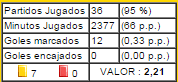 Partidos Jugados 36 (95 %)
Minutos Jugados 2377 (66 p.p.)
Goles marcados 12 (0,33 p.p.)
Goles encajados 0 (0,00 p.p.)
7 0 VALOR : 2,21